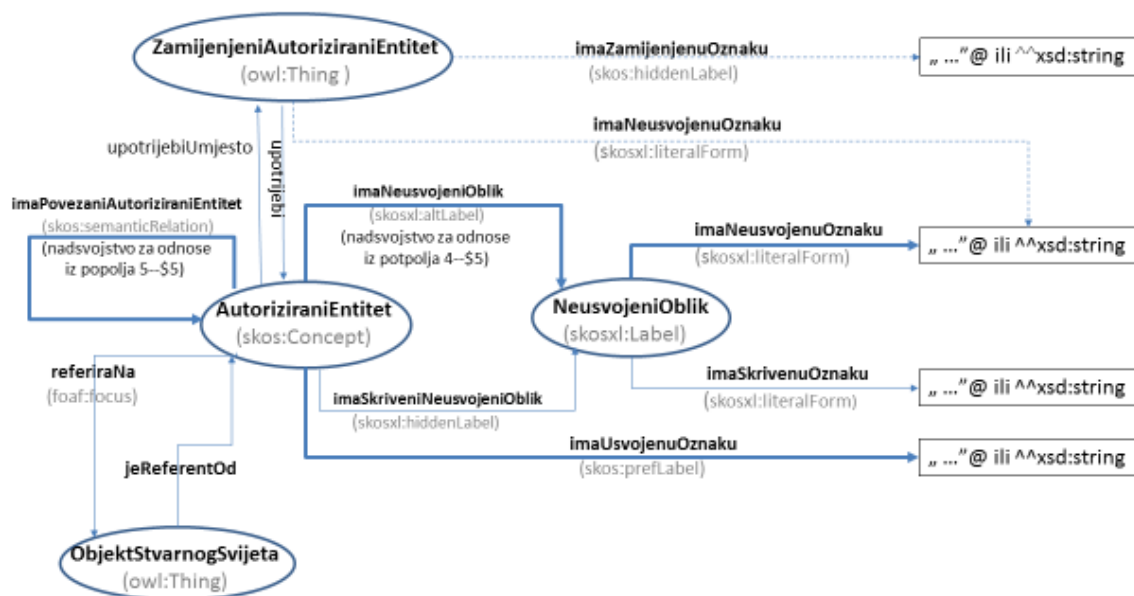 ZamijenjeniAutoriziraniEntitet
(owl:Thing )
imaZamijenjenuOznaku
(skos:hiddenLabel)
„ ...”@ ili ^^xsd:string
imaNeusvojenuOznaku
(skosxl:literalForm)
upotrijebiUmjesto
upotrijebi
imaPovezaniAutoriziraniEntitet
(skos:semanticRelation)
(nadsvojstvo za odnose
iz popolja 5--$5)
imaNeusvojeniOblik
(skosxl:altLabel)
(nadsvojstvo za odnose
iz potpolja 4--$5)
imaNeusvojenuOznaku
(skosxl:literalForm)
„ ...”@ ili ^^xsd:string
AutoriziraniEntitet
(skos:Concept)
NeusvojeniOblik
(skosxl:Label)
referiraNa
(foaf:focus)
imaSkriveniNeusvojeniOblik
(skosxl:hiddenLabel)
imaSkrivenuOznaku
(skosxl:literalForm)
„ ...”@ ili ^^xsd:string
imaUsvojenuOznaku
(skos:prefLabel)
„ ...”@ ili ^^xsd:string
jeReferentOd
ObjektStvarnogSvijeta
(owl:Thing)